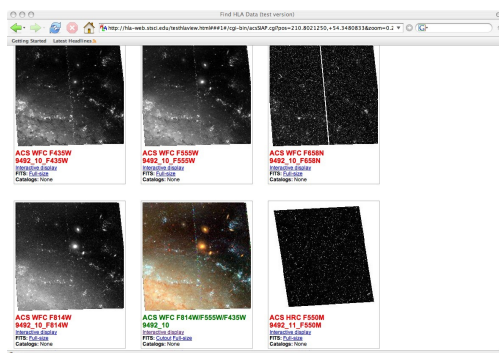 Find HLA Data (test version)
http://hla-web.stsci.edu/testhlaview.html###1#/cgi-bin/acsSIAP.cgi?pos=210.8021250,+54.3480833&zoom=0.2
Getting Started Latest Headlines
ACS WFC F435W
9492_10_F435W
Interactive display
FITS: Full-size
Catalogs: None
ACS WFC F555W
9492_10_F555W
Interactive display
FITS: Full-size
Catalogs: None
ACS WFC F658N
9492_10_F658N
Interactive display
FITS: Full-size
Catalogs: None
ACS WFC F814W
9492_10_F814W
Interactive display
FITS: Full-size
Catalogs: None
ACS WFC F814W/F555W/F435W
9492_10
Interactive display
FITS: Cutout Full-size
Catalogs: None
ACS HRC F550M
9492_11_F550M
Interactive display
FITS: Full-size
Catalogs: None